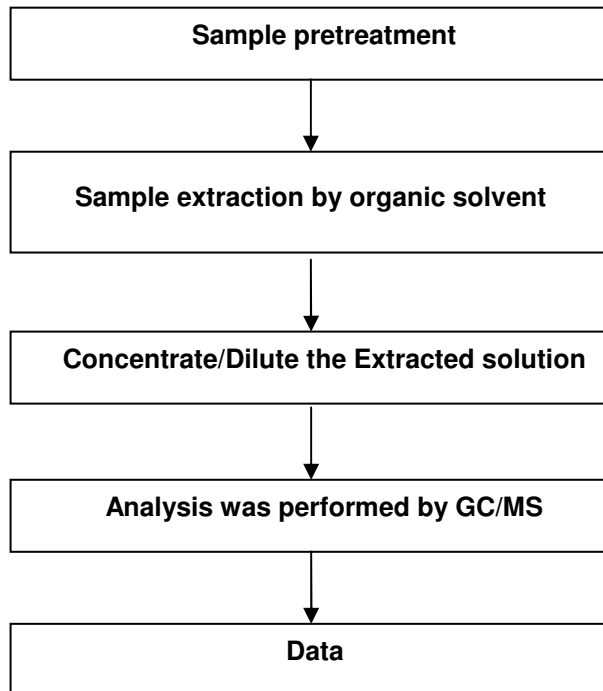 Sample pretreatment
Sample extraction by organic solvent
Concentrate/Dilute the Extracted solution
Analysis was performed by GC/MS
Data